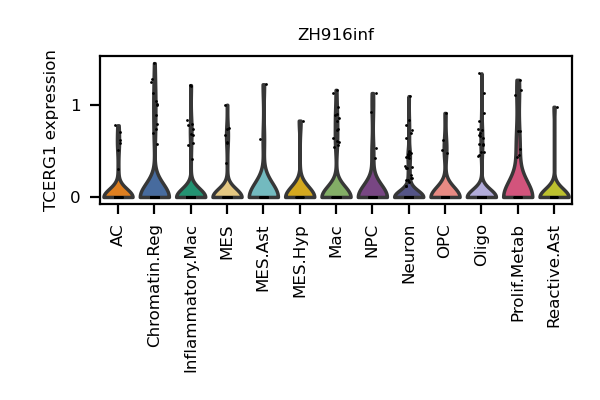 ZH916inf
TCERG1 expression
1
0
AC
Chromatin.Reg
Inflammatory.Mac
MES
MES.Ast
MES.Hyp
Mac
NPC
Neuron
OPC
Oligo
Prolif.Metab
Reactive.Ast